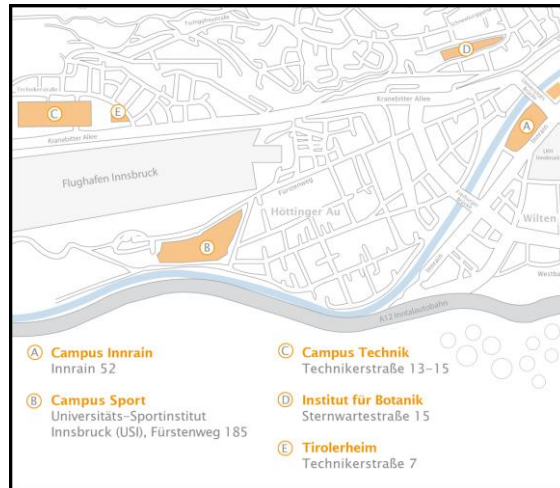 Schneeburggasse
D
Technikerstraße
C
E
Kranebitter Allee
A
Innrain
Kranebitter Allee
Flughafen Innsbruck
Fürstenweg
Höttinger Au
Wilten
B
Innrain
A12 Inntalautobahn
A Campus Innrain
Innrain 52
B Campus Sport
Universitäts-Sportinstitut
Innsbruck (USI), Fürstenweg 185
C Campus Technik
Technikerstraße 13-15
D Institut für Botanik
Sternwartestraße 15
E Tirolerheim
Technikerstraße 7